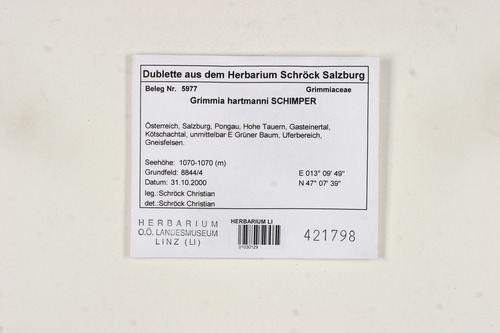 Dublette aus dem Herbarium Schröck Salzburg
Beleg Nr. 5977 Grimmiaceae
Grimmia hartmanni SCHIMPER
Österreich, Salzburg, Pongau, Hohe Tauern, Gasteinertal,
Kötschachtal, unmittelbar E Grüner Baum, Uferbereich,
Gneisfelsen.
Seehöhe: 1070-1070 (m)
Grundfeld: 8844/4 E 013° 09' 49"
Datum: 31.10.2000 N 47° 07' 39"
leg.:Schröck Christian
det.:Schröck Christian
HERBARIUM
O.Ö. LANDESMUSEUM
LINZ (LI)
HERBARIUM LI
01030129
421798